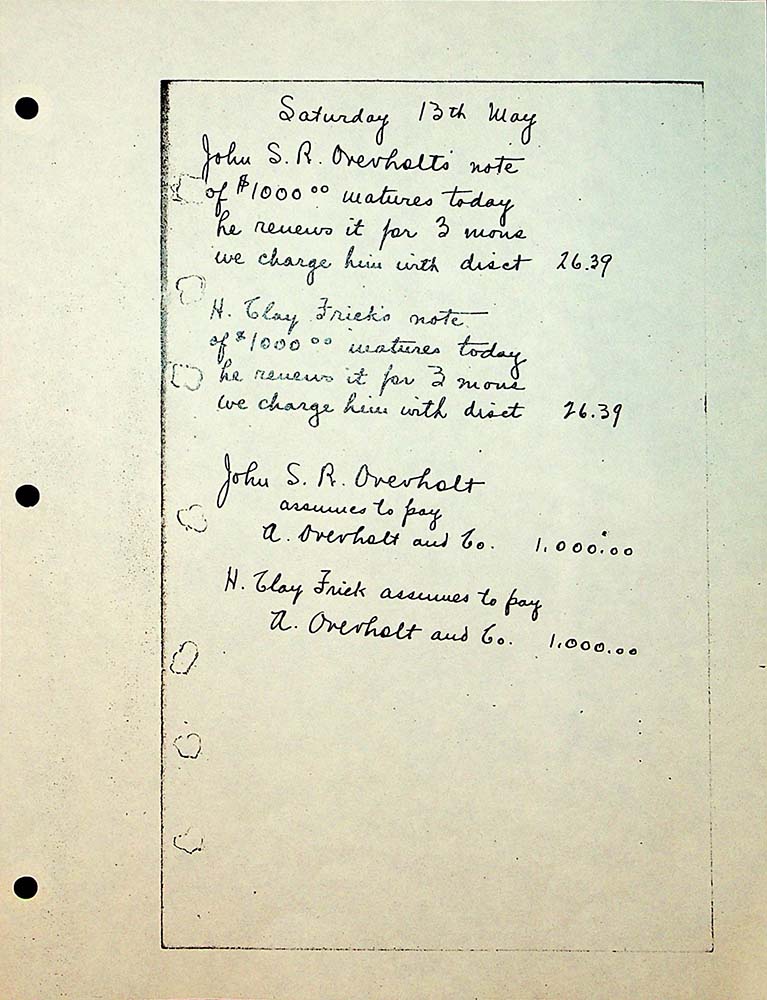 Saturday 13th May
John S. R. Overholt's note
of $1000 00 matures today
he renews it for 3 mons
we charge him with disct 26.39
H. Clay Frick's note
of $1000 00 matures today
he renews it for 3 mons
we charge him with disct 26.39
John S. R. Overholt
assumes to pay
A. Overholt and Co. 1,000.00
H. Clay Frick assumes to pay
A. Overholt and Co. 1,000.00